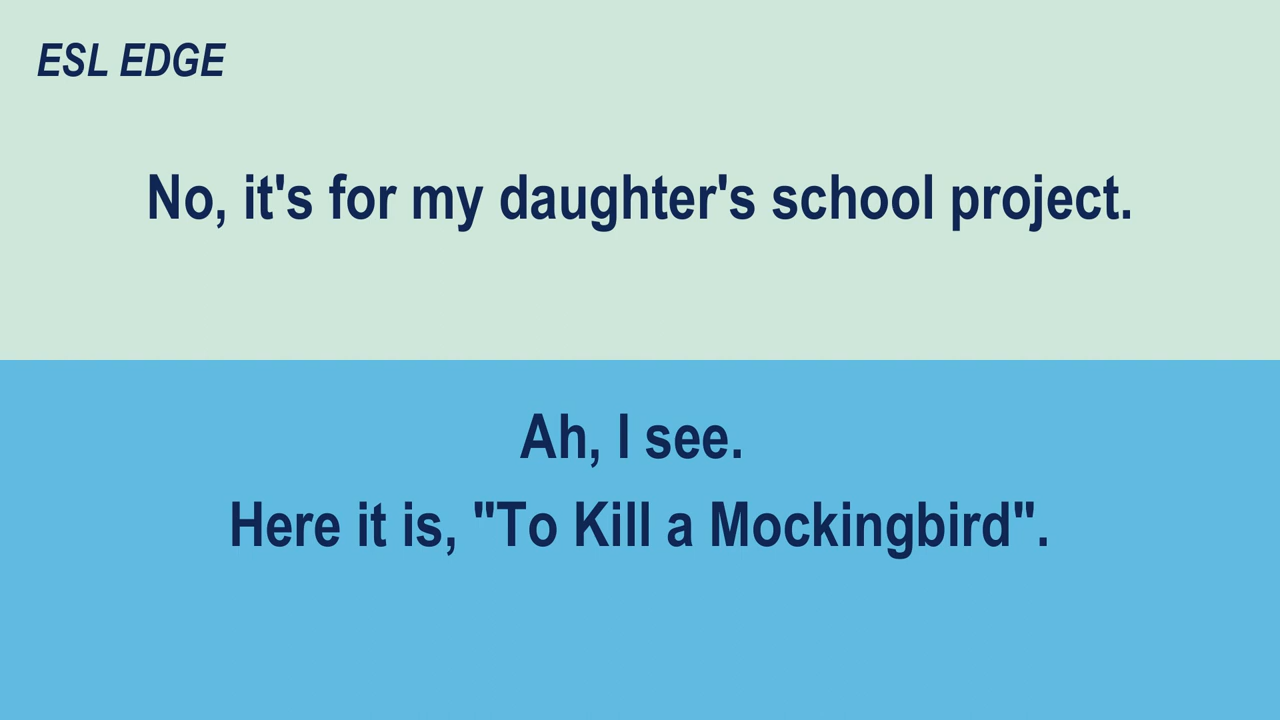 ESL EDGE
No, it's for my daughter's school project.
Ah, I see.
Here it is, "To Kill a Mockingbird".